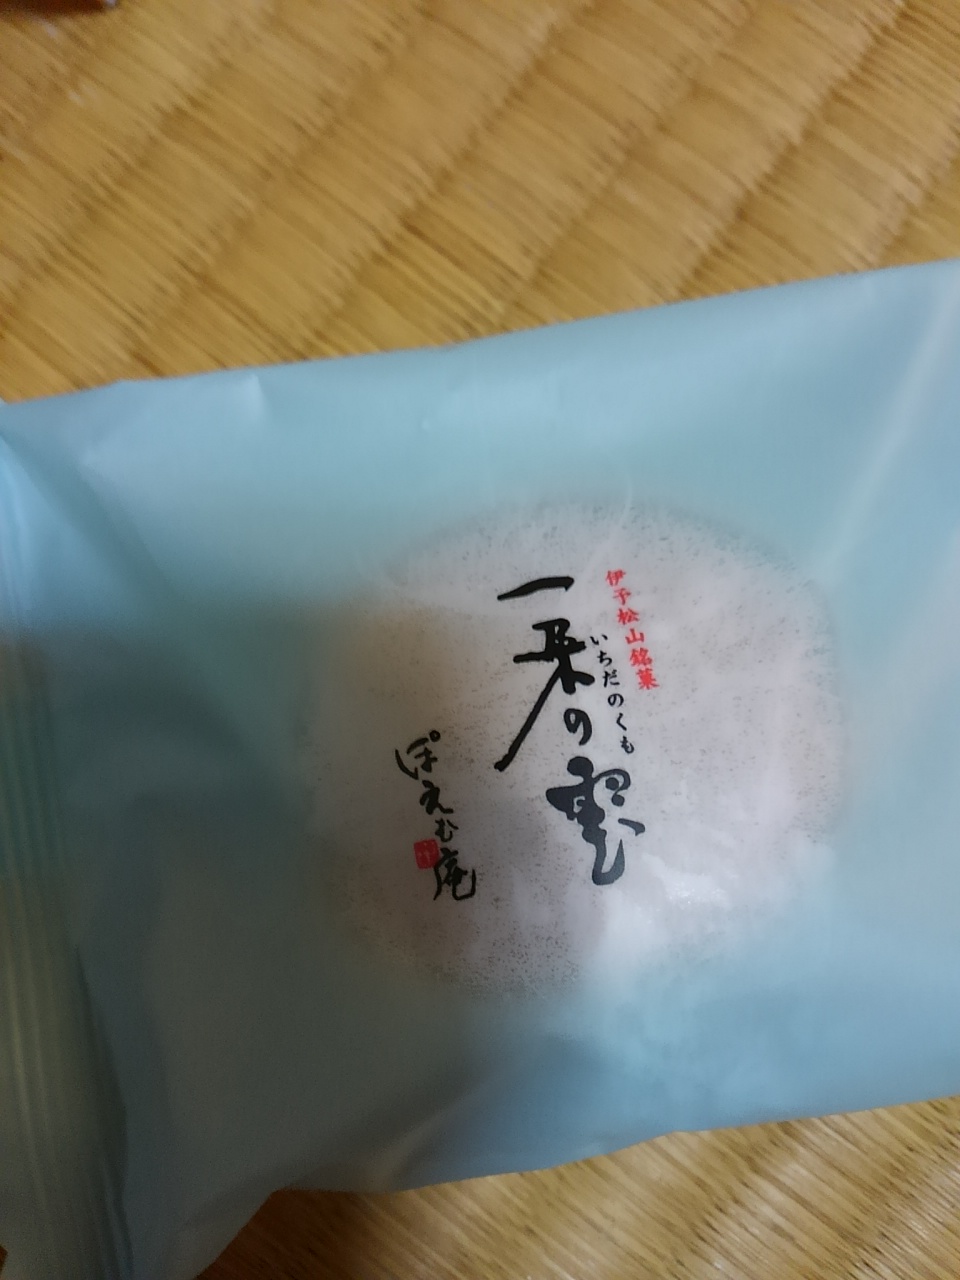 伊予松山銘菓
いちだのくも
一朶の雲
ぽえむ庵